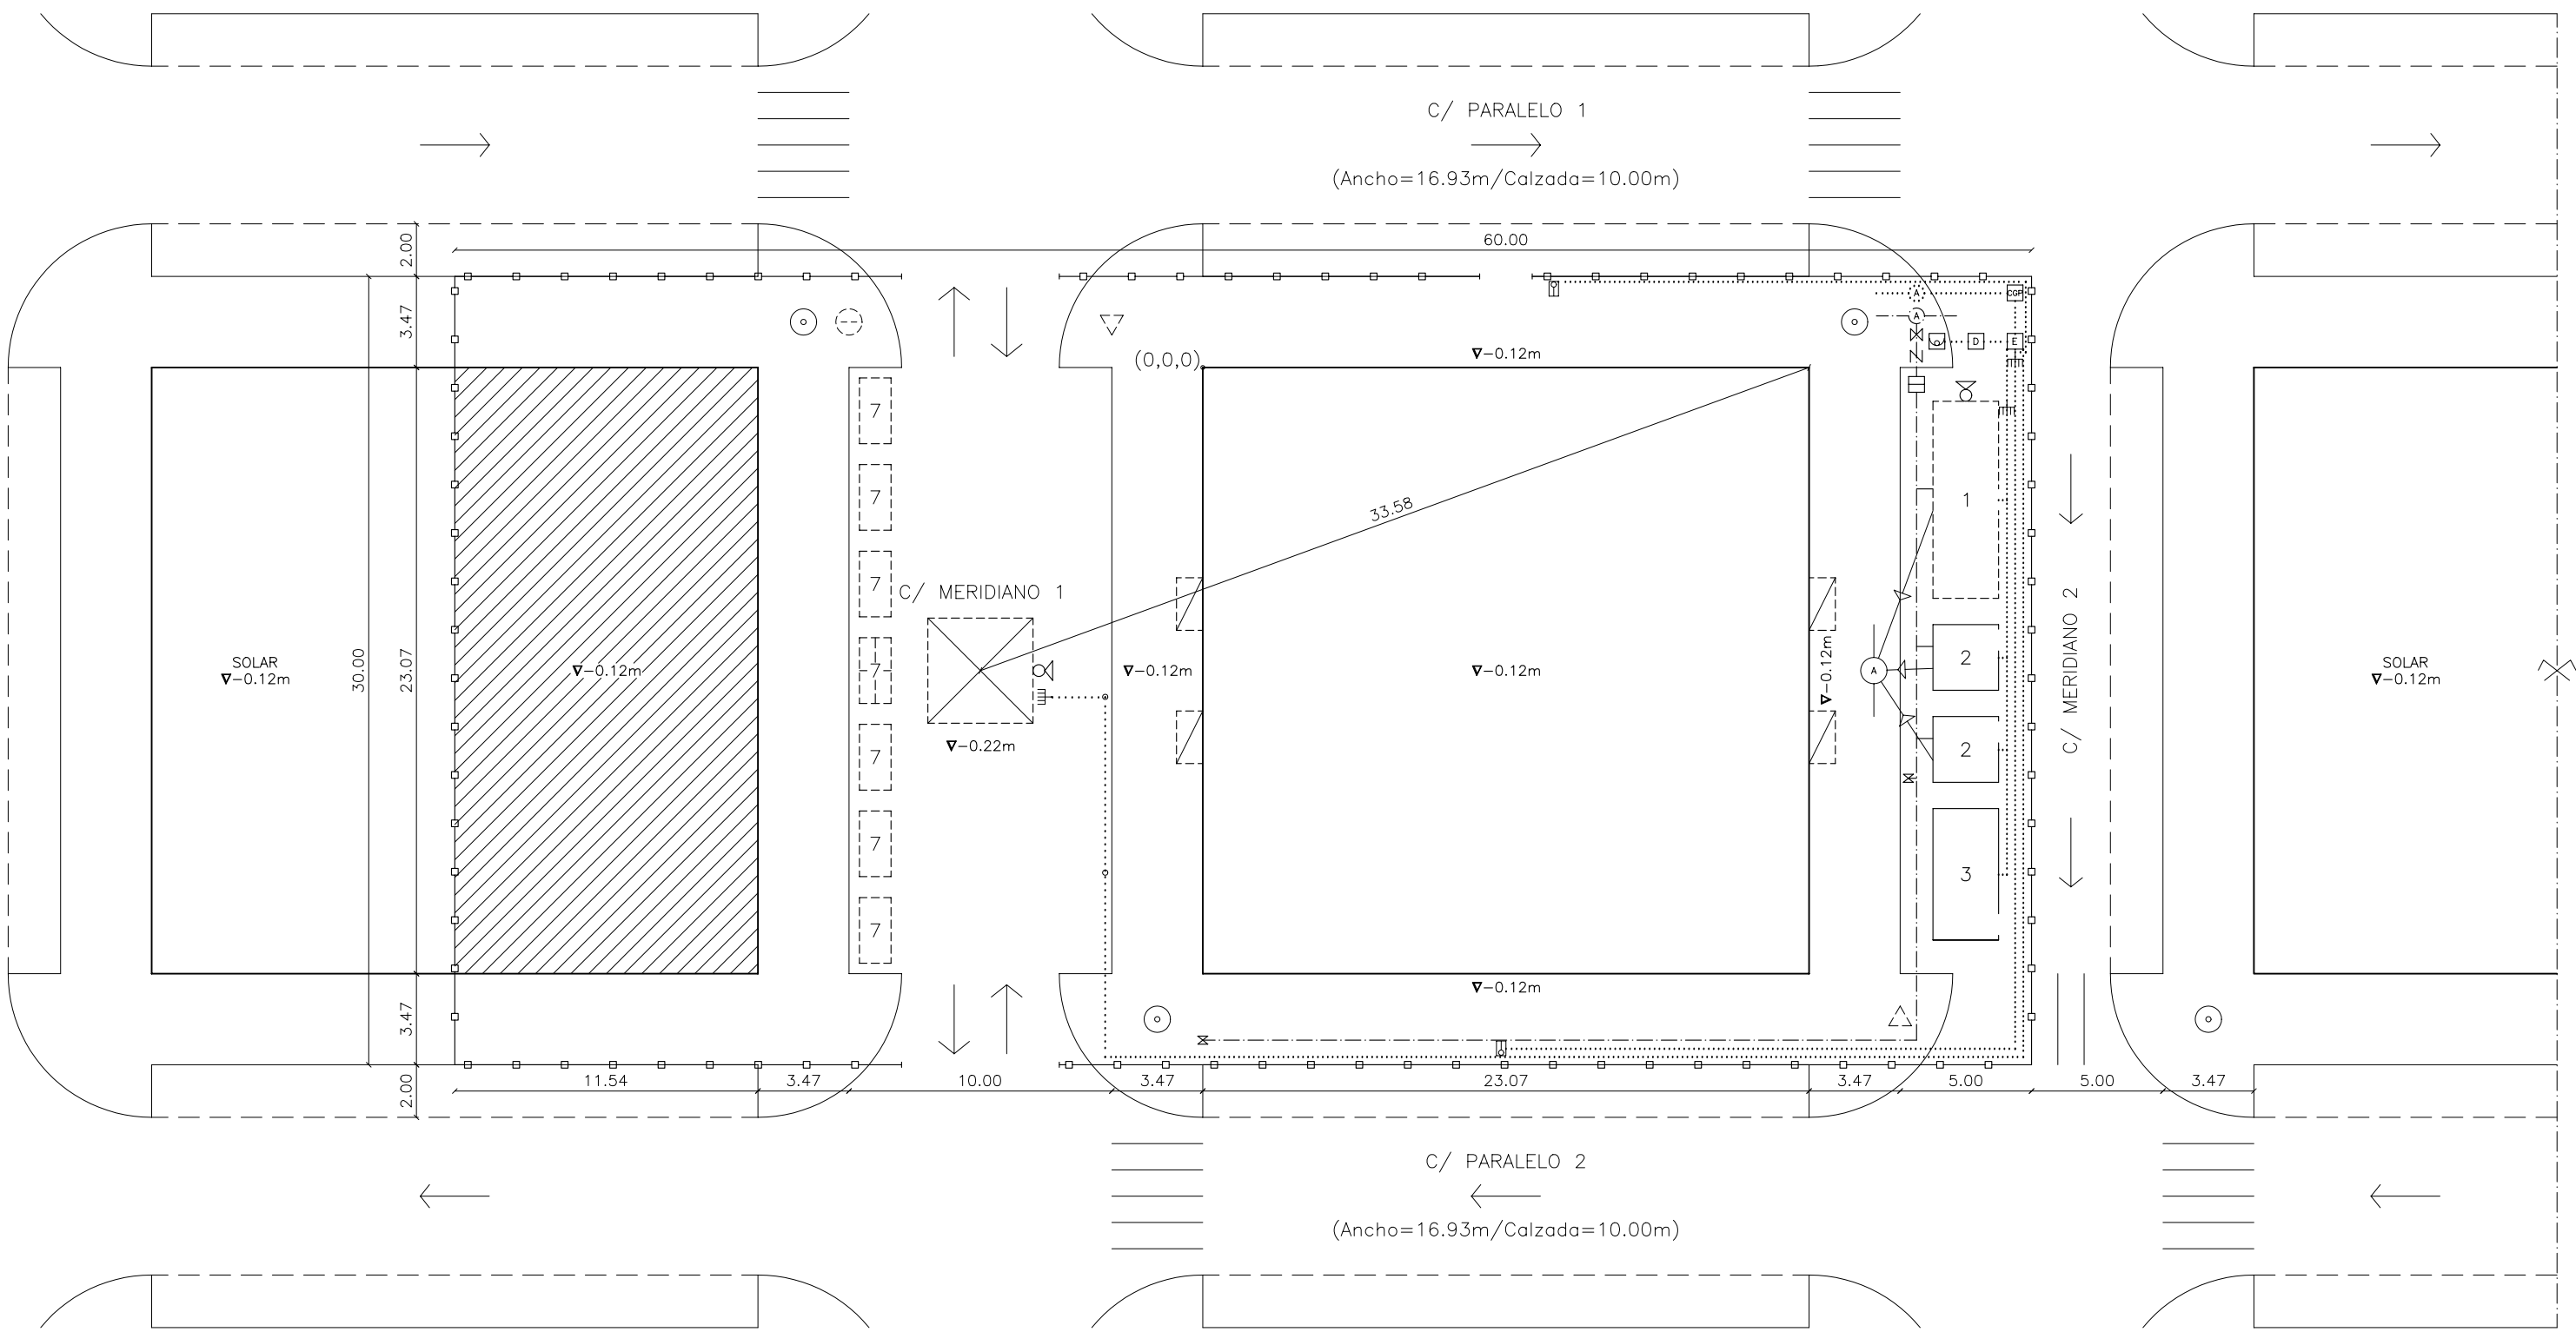 C/ PARALELO 1
(Ancho=16.93m/Calzada=10.00m)
2.00
60.00
3.47
A
CGP
A
D
E
(0,0,0)
∇-0.12m
7
7
7
7
7
7
7
1
33.58
C/ MERIDIANO 1
30.00
23.07
SOLAR
∇-0.12m
∇-0.12m
∇-0.12m
∇-0.12m
∇-0.12m
A
2
2
3
C/ MERIDIANO 2
SOLAR
∇-0.12m
∇-0.22m
∇-0.12m
3.47
11.54
3.47
10.00
3.47
23.07
3.47
5.00
5.00
3.47
2.00
C/ PARALELO 2
(Ancho=16.93m/Calzada=10.00m)